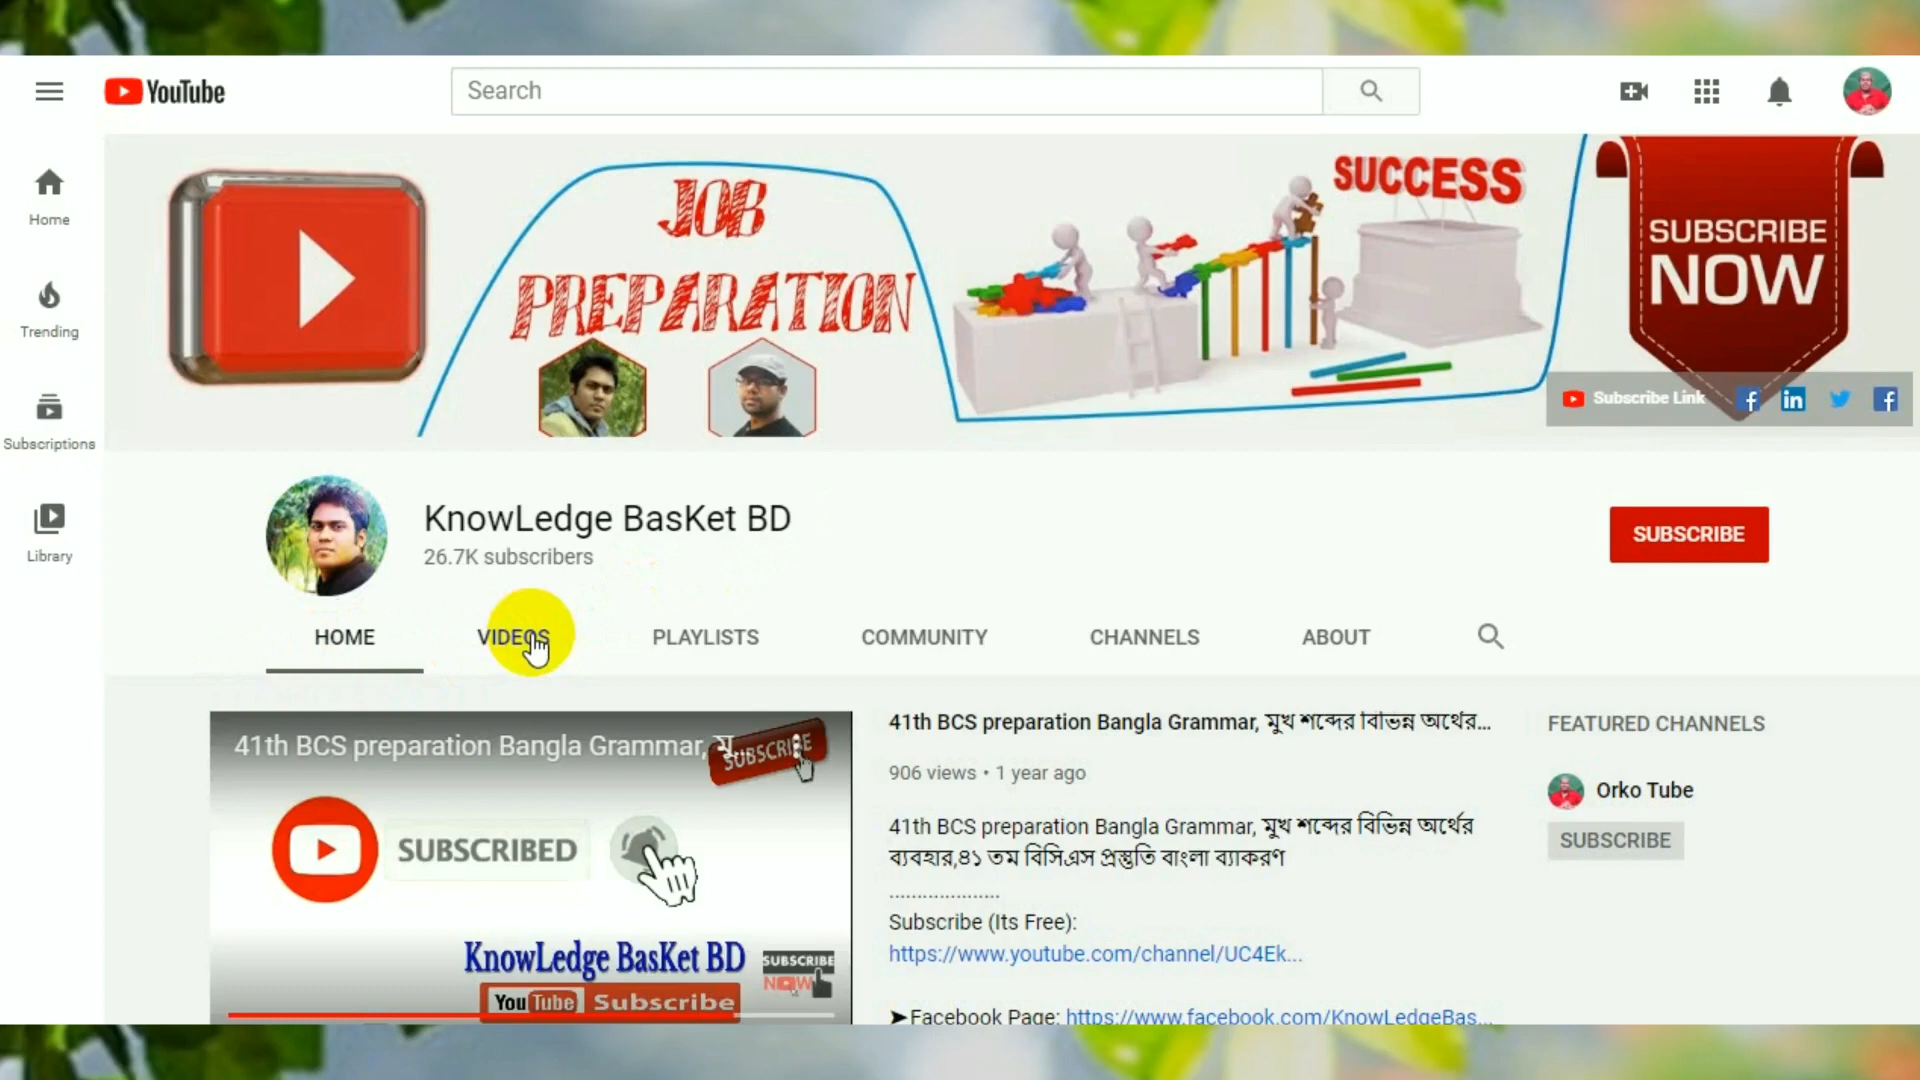 YouTube
Search
Home
Trending
Subscriptions
Library
JOB
PREPARATION
SUCCESS
SUBSCRIBE
NOW
Subscribe Link
KnowLedge BasKet BD
26.7K subscribers
SUBSCRIBE
HOME
VIDEOS
PLAYLISTS
COMMUNITY
CHANNELS
ABOUT
41th BCS preparation Bangla Grammar, মু...
SUBSCRIBE
SUBSCRIBED
KnowLedge BasKet BD
SUBSCRIBE
NOW
YouTube Subscribe
41th BCS preparation Bangla Grammar, মুখ শব্দের বিভিন্ন অর্থের...
906 views • 1 year ago
41th BCS preparation Bangla Grammar, মুখ শব্দের বিভিন্ন অর্থের
ব্যবহার,৪১ তম বিসিএস প্রস্তুতি বাংলা ব্যাকরণ
.....................
Subscribe (Its Free):
https://www.youtube.com/channel/UC4Ek...
➤Facebook Page: https://www.facebook.com/KnowLedgeBas...
FEATURED CHANNELS
Orko Tube
SUBSCRIBE